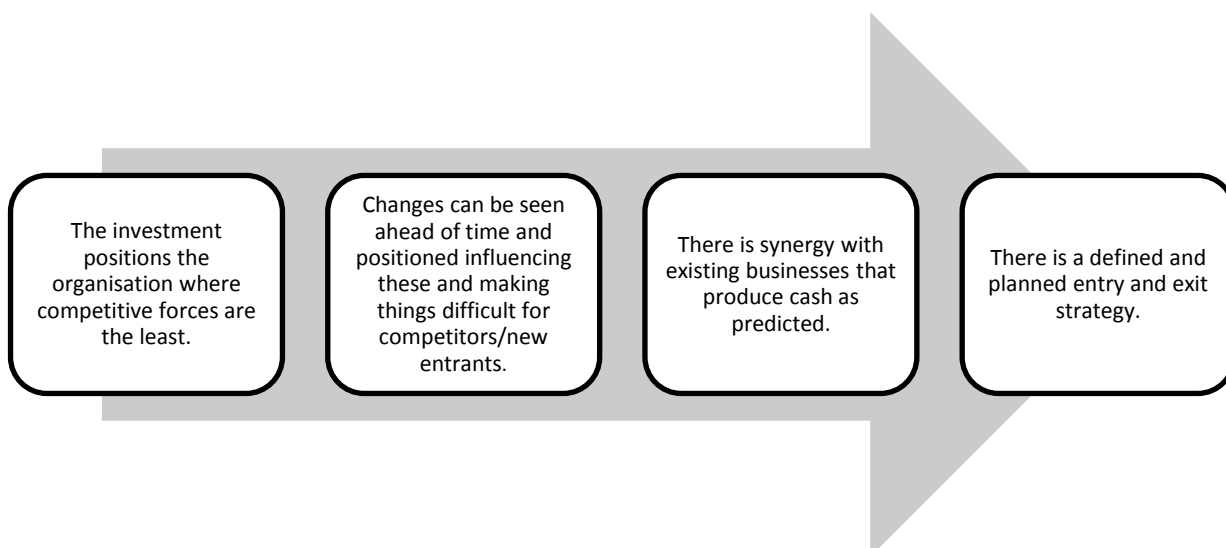 The investment
positions the
organisation where
competitive forces are
the least.
Changes can be seen
ahead of time and
positioned influencing
these and making
things difficult for
competitors/new
entrants.
There is synergy with
existing businesses that
produce cash as
predicted.
There is a defined and
planned entry and exit
strategy.